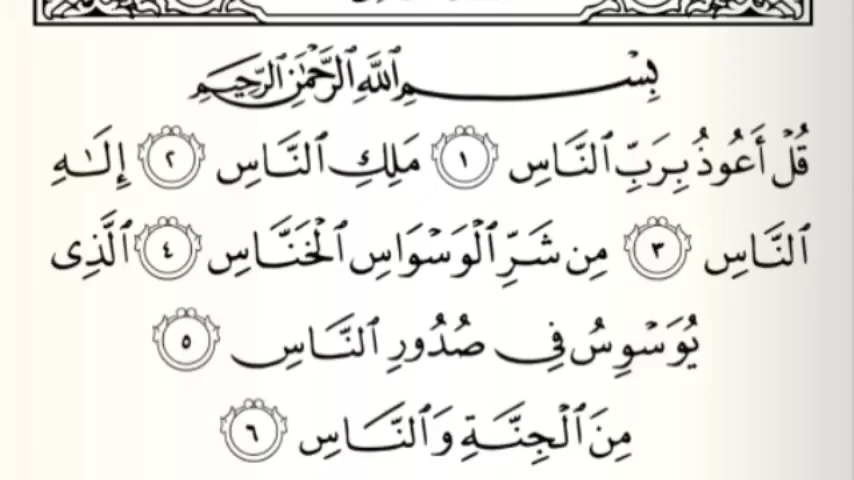 بِسْمِ ٱللَّهِ ٱلرَّحْمَٰنِ ٱلرَّحِيمِ
قُلْ أَعُوذُ بِرَبِّ ٱلنَّاسِ ١ مَلِكِ ٱلنَّاسِ ٢ إِلَٰهِ
ٱلنَّاسِ ٣ مِن شَرِّ ٱلْوَسْوَاسِ ٱلْخَنَّاسِ ٤ ٱلَّذِى
يُوَسْوِسُ فِى صُدُورِ ٱلنَّاسِ ٥
مِنَ ٱلْجِنَّةِ وَٱلنَّاسِ ٦